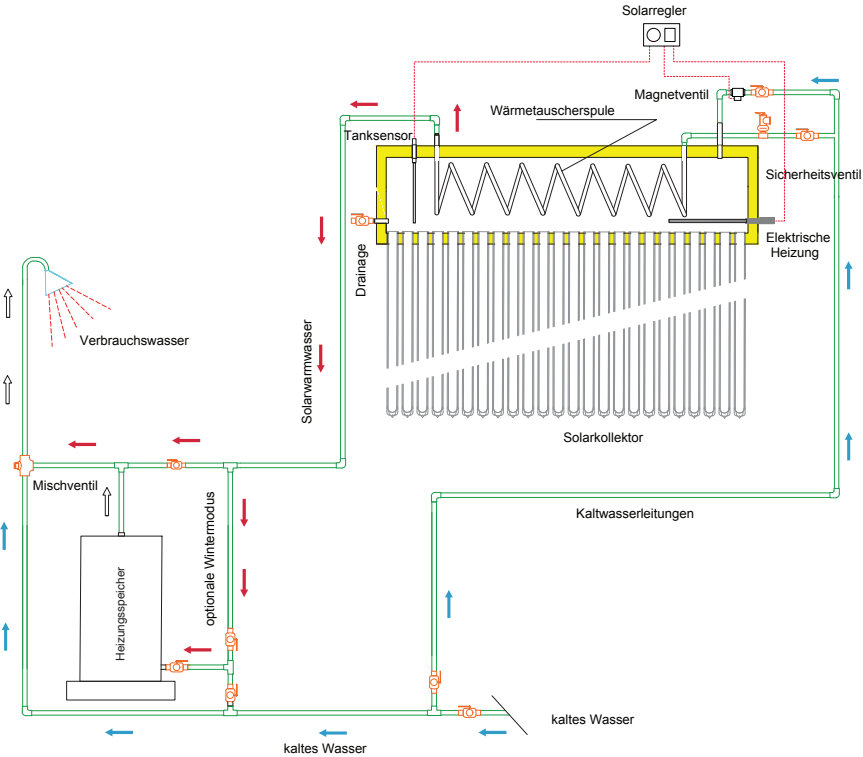 Solarregler
Magnetventil
Wärmetauscherspule
Tanksensor
Sicherheitsventil
Elektrische
Heizung
Drainage
Verbrauchswasser
Solarwarmwasser
Solarkollektor
Mischventil
Kaltwasserleitungen
optionale Wintermodus
Heizungsspeicher
kaltes Wasser
kaltes Wasser